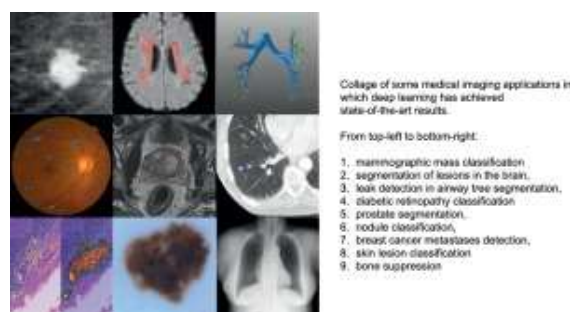 Collage of some medical imaging applications in
which deep learning has achieved
state-of-the-art results.
From top-left to bottom-right:
1. mammographic mass classification
2. segmentation of lesions in the brain,
3. leak detection in airway tree segmentation,
4. diabetic retinopathy classification
5. prostate segmentation,
6. nodule classification,
7. breast cancer metastases detection,
8. skin lesion classification
9. bone suppression